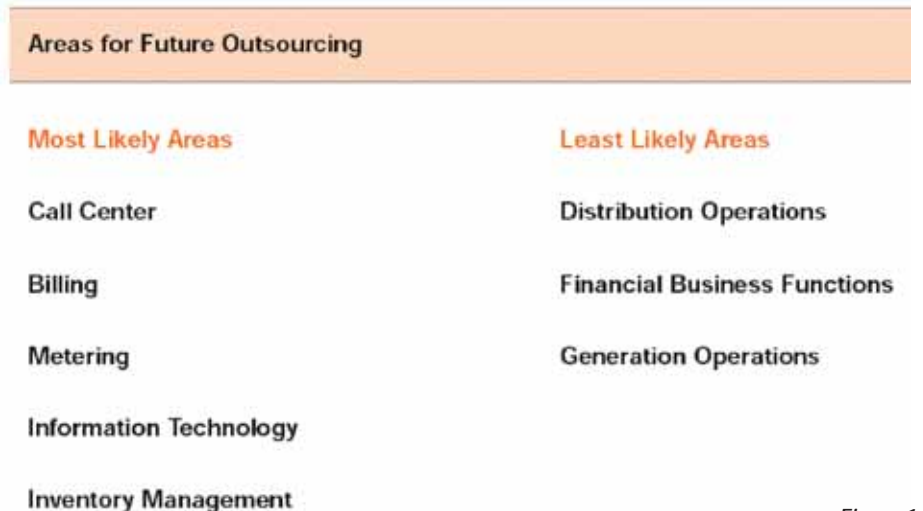 Areas for Future Outsourcing
Most Likely Areas Least Likely Areas
Call Center Distribution Operations
Billing Financial Business Functions
Metering Generation Operations
Information Technology
Inventory Management